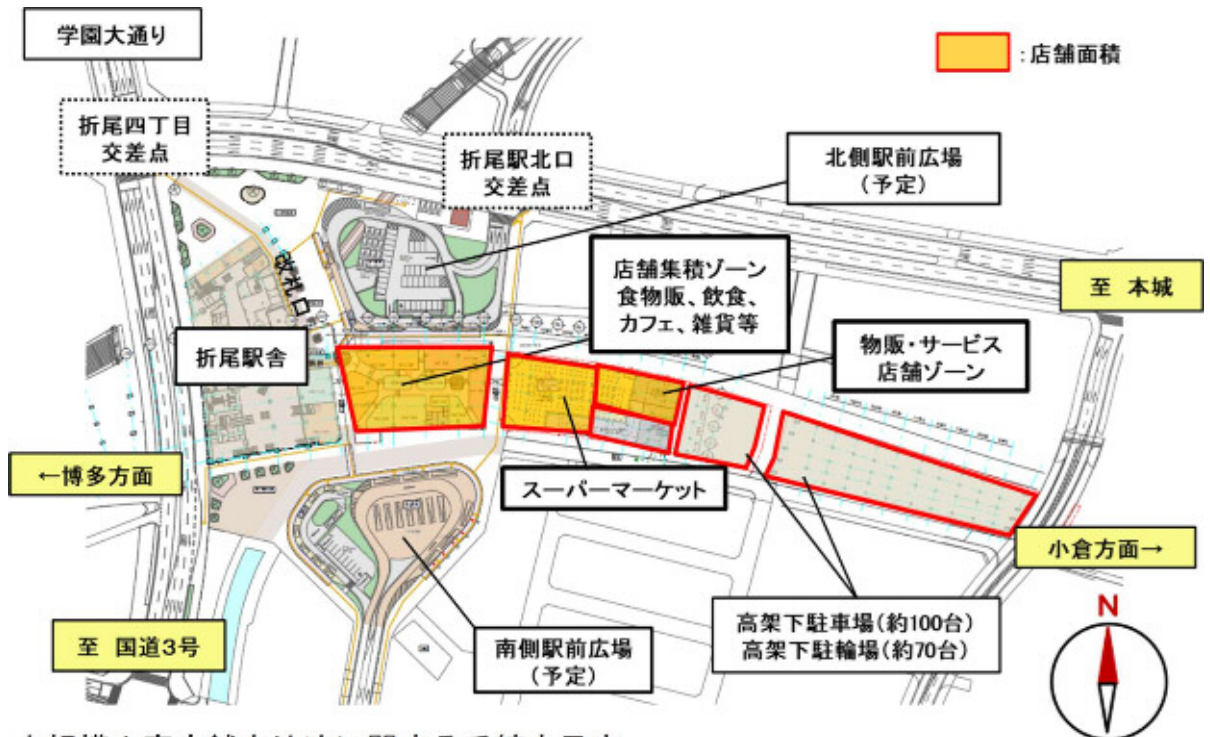 学園大通り
:店舗面積
折尾四丁目
交差点
折尾駅北口
交差点
北側駅前広場
(予定)
改札口
店舗集積ゾーン
食物販、飲食、
カフェ、雑貨等
至 本城
折尾駅舎
物販・サービス
店舗ゾーン
←博多方面
スーパーマーケット
小倉方面→
至 国道3号
南側駅前広場
(予定)
高架下駐車場(約100台)
高架下駐輪場(約70台)
N